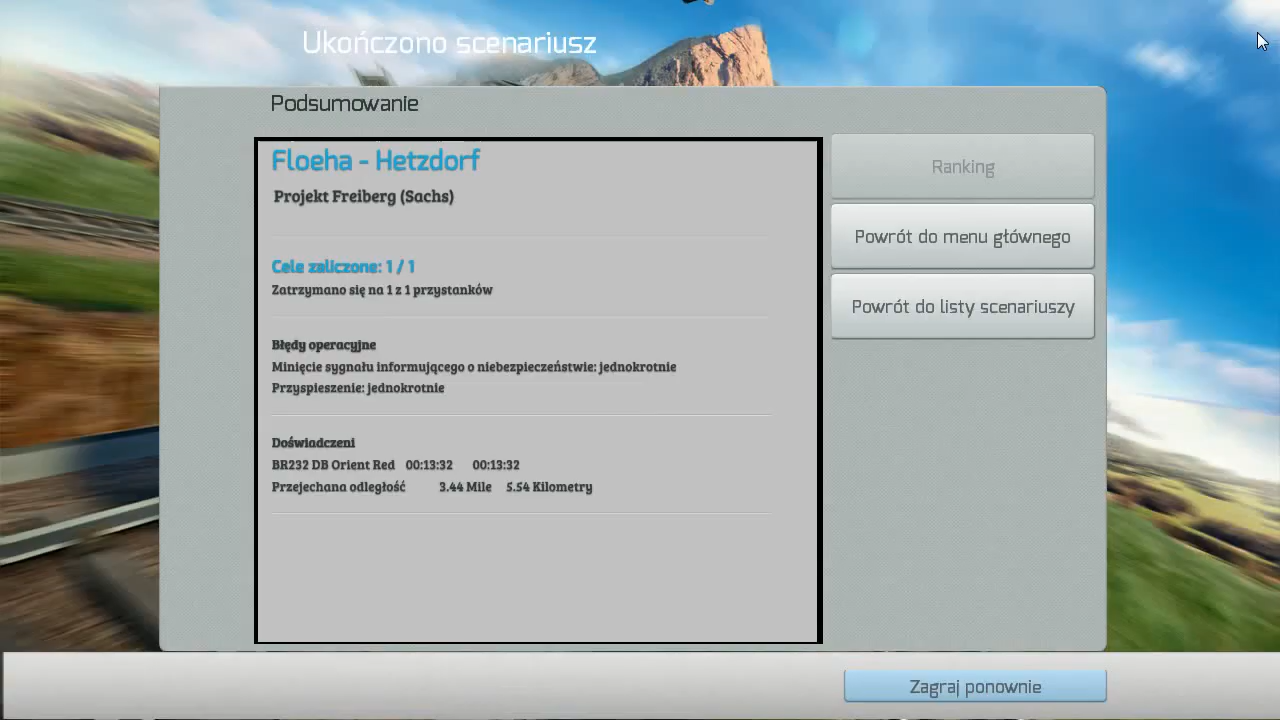 Ukończono scenariusz
Podsumowanie
Floeha - Hetzdorf
Projekt Freiberg (Sachs)
Cele zaliczone: 1 / 1
Zatrzymano się na 1 z 1 przystanków
Błędy operacyjne
Minięcie sygnału informującego o niebezpieczeństwie: jednokrotnie
Przyspieszenie: jednokrotnie
Doświadczeni
BR232 DB Orient Red 00:13:32 00:13:32
Przejechana odległość 3.44 Mile 5.54 Kilometry
Ranking
Powrót do menu głównego
Powrót do listy scenariuszy
Zagraj ponownie